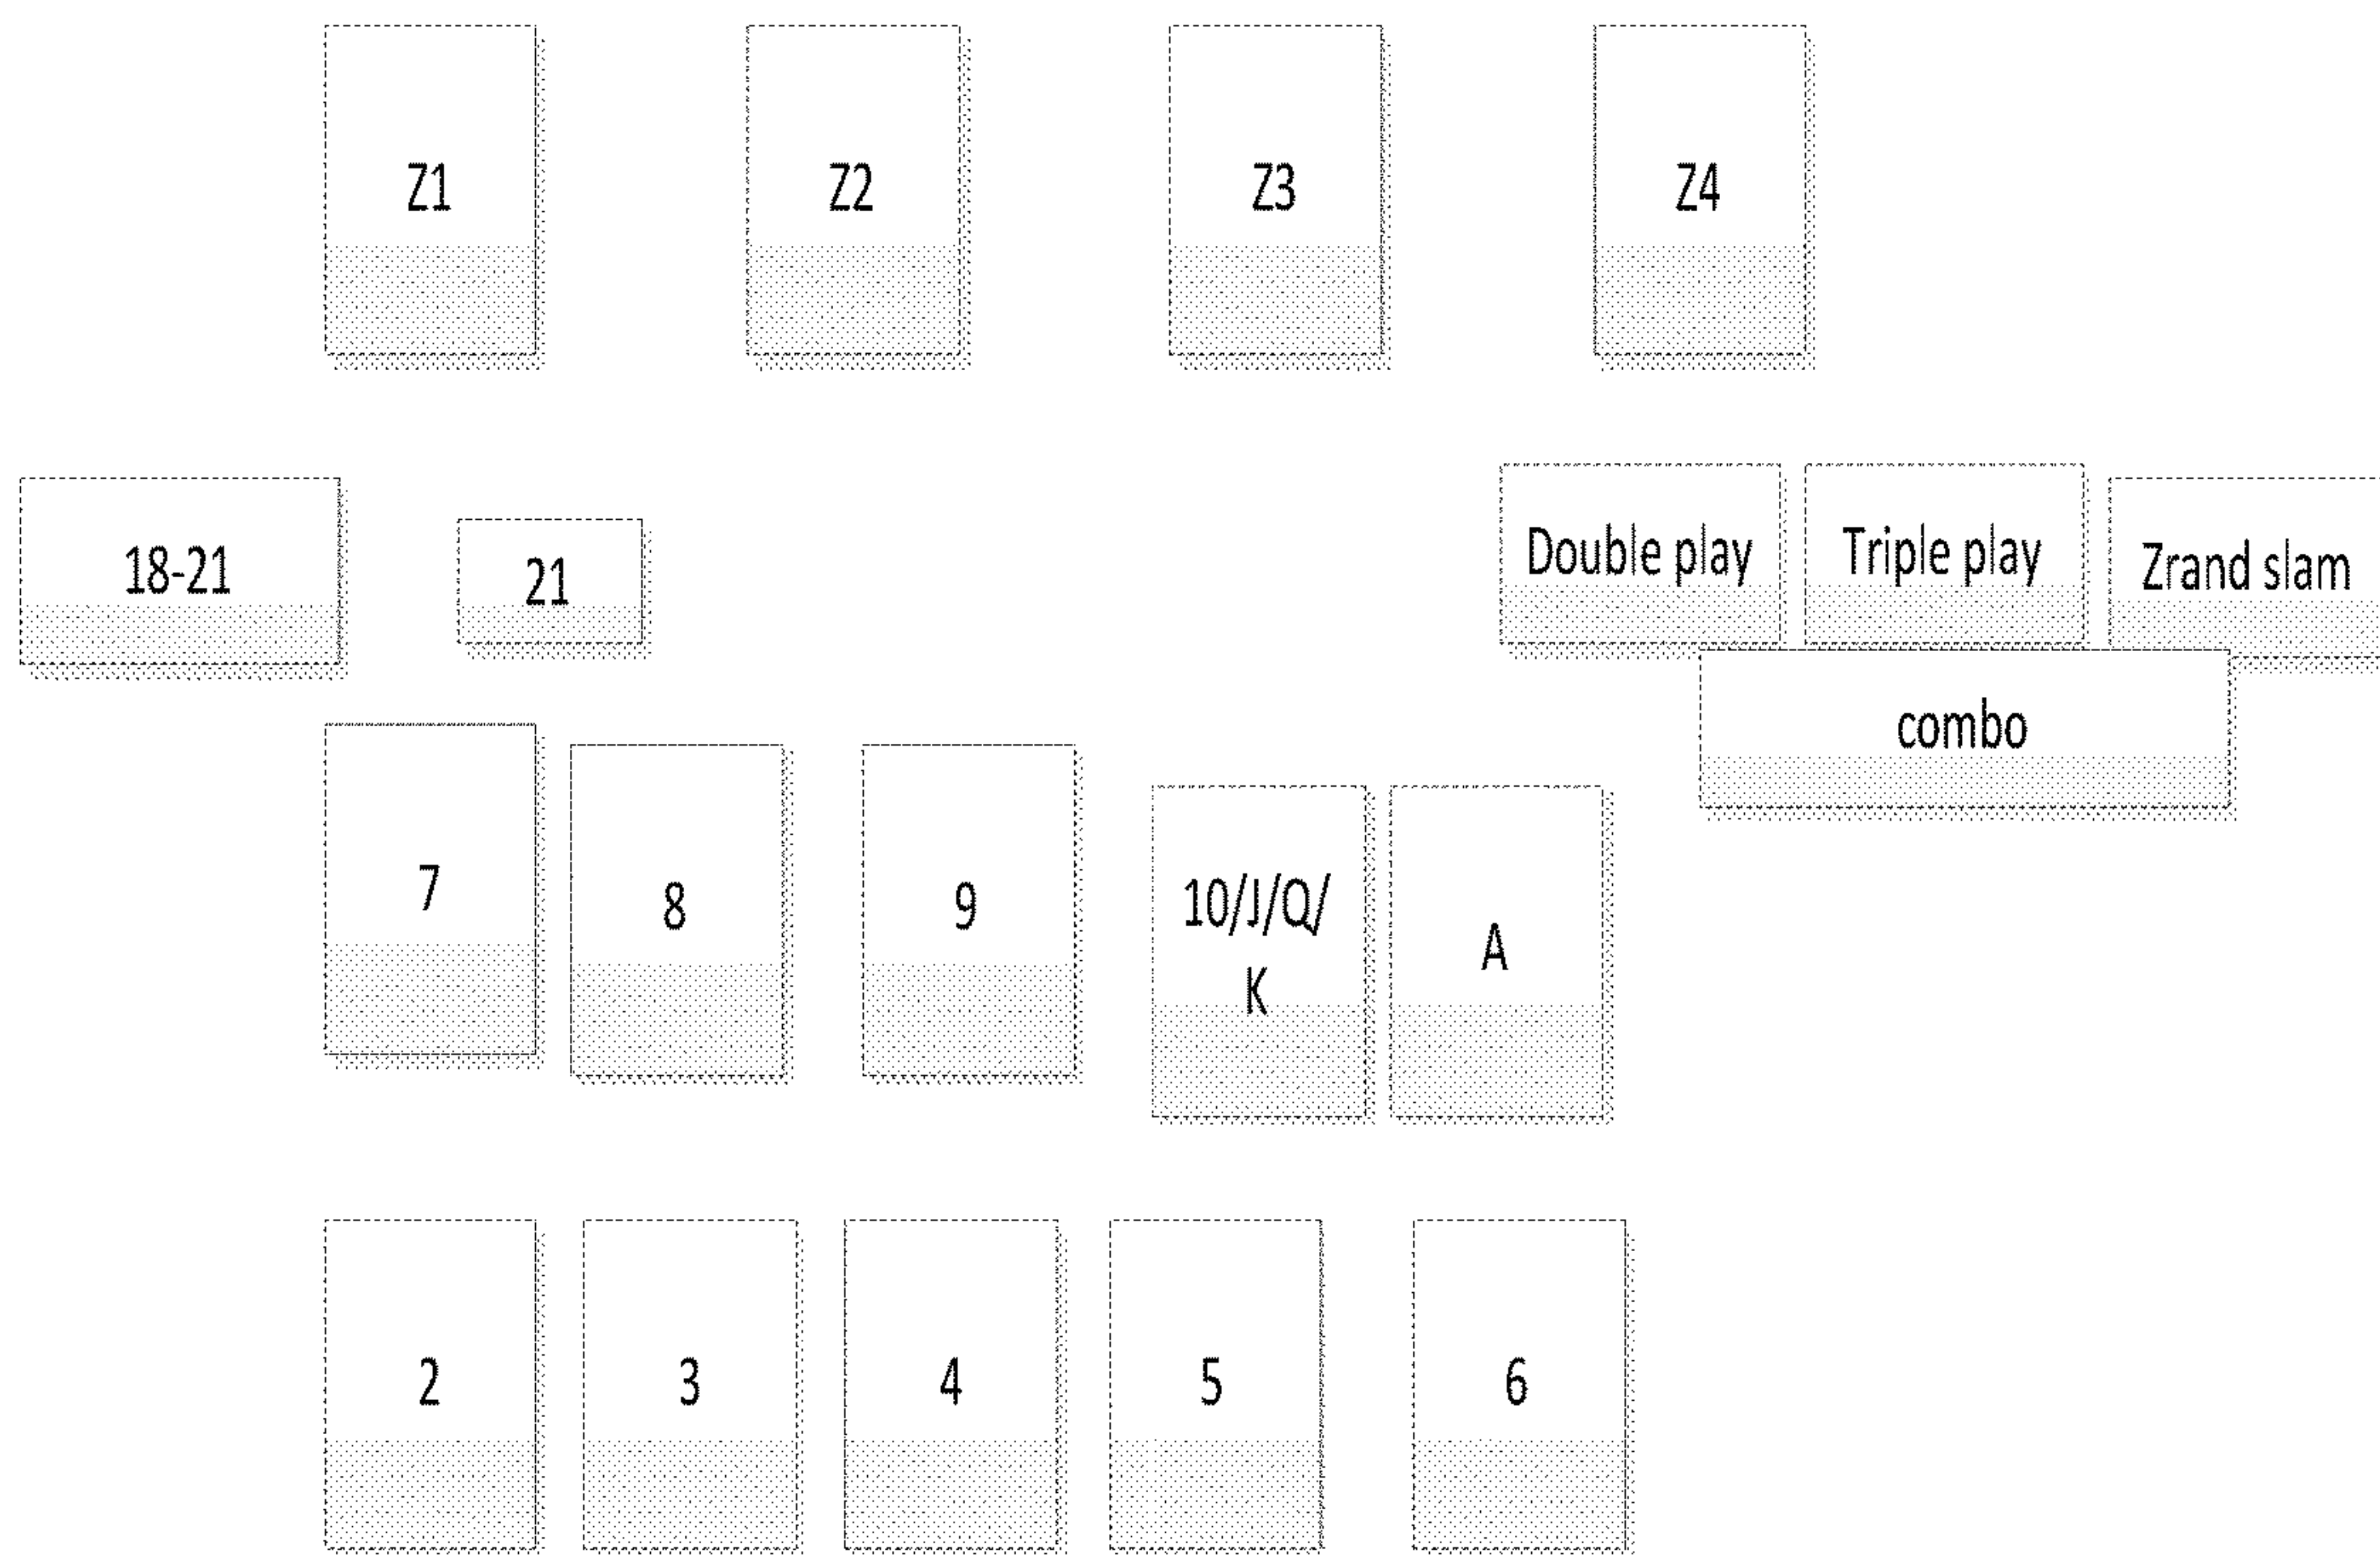 Z1
Z2
Z3
Z4
18-21
21
Double play
Triple play
Zrand slam
combo
7
8
9
10/J/Q/
K
A
2
3
4
5
6